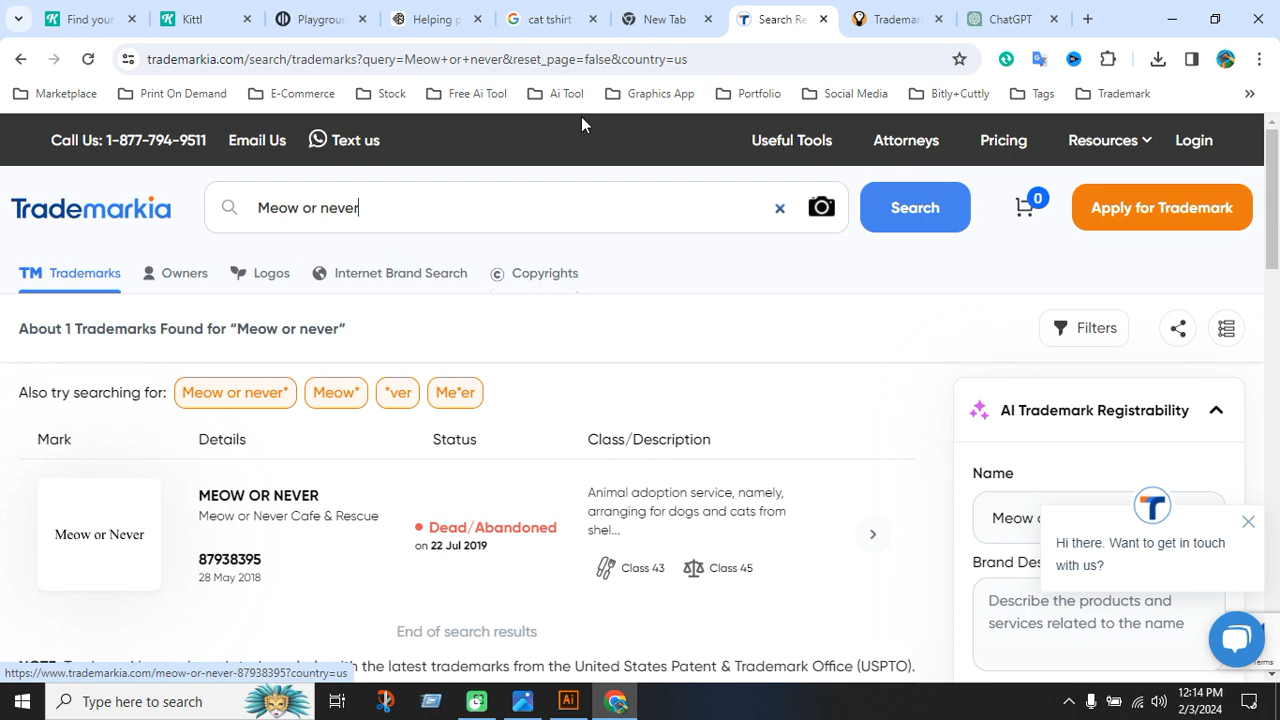 Find your
Kittl
Playgroun
Helping p
cat tshirt
New Tab
Search Re
Trademar
ChatGPT
trademarkia.com/search/trademarks?query=Meow+or+never&reset_page=false&country=us
Marketplace
Print On Demand
E-Commerce
Stock
Free Ai Tool
Ai Tool
Graphics App
Portfolio
Social Media
Bitly+Cuttly
Tags
Trademark
Call Us: 1-877-794-9511 Email Us Text us Useful Tools Attorneys Pricing Resources Login
Trademarkia Meow or never Search 0 Apply for Trademark
TM Trademarks Owners Logos Internet Brand Search Copyrights
About 1 Trademarks Found for “Meow or never” Filters
Also try searching for: Meow or never* Meow* *ver Me*er
Mark Details Status Class/Description
Meow or Never
MEOW OR NEVER
Meow or Never Cafe & Rescue
87938395
28 May 2018
Dead/Abandoned
on 22 Jul 2019
Animal adoption service, namely,
arranging for dogs and cats from
shel...
Class 43 Class 45
End of search results
the latest trademarks from the United States Patent & Trademark Office (USPTO).
AI Trademark Registrability
Name
Meow
Brand Des
Describe the products and
services related to the name
Hi there. Want to get in touch
with us?
Terms
https://www.trademarkia.com/meow-or-never-87938395?country=us
Type here to search
Ai
12:14 PM
2/3/2024